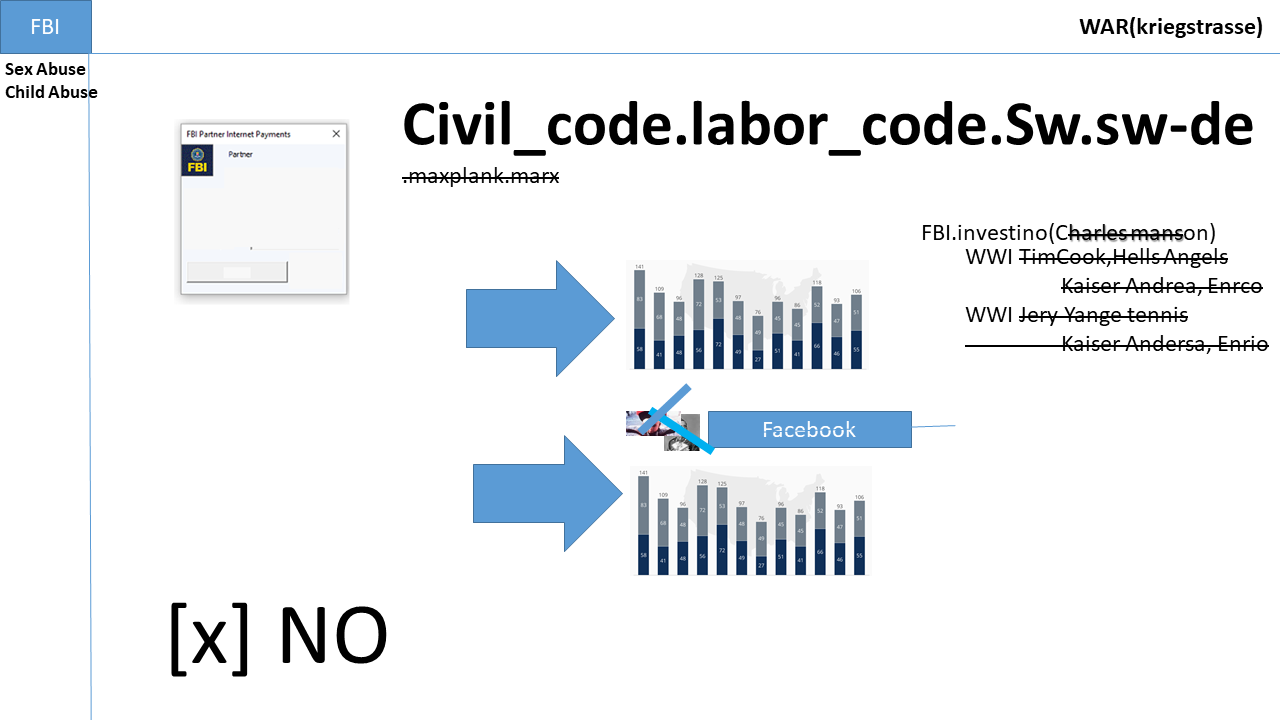 FBI
WAR(kriegstrasse)
Sex Abuse
Child Abuse
FBI Partner Internet Payments
Partner
FBI
Civil_code.labor_code.Sw.sw-de
.maxplank.marx
FBI.investino(Charles manson)
WWI TimCook,Hells Angels
Kaiser Andrea, Enrco
WWI Jery Yange tennis
Kaiser Andersa, Enrio
141 109 96 128 125 97 76 96 86 118 93 106
83 68 48 72 53 48 49 45 45 52 47 51
58 41 48 56 72 49 27 51 41 66 46 55
Facebook
141 109 96 128 125 97 76 96 86 118 93 106
83 68 48 72 53 48 49 45 45 52 47 51
58 41 48 56 72 49 27 51 41 66 46 55
[x] NO